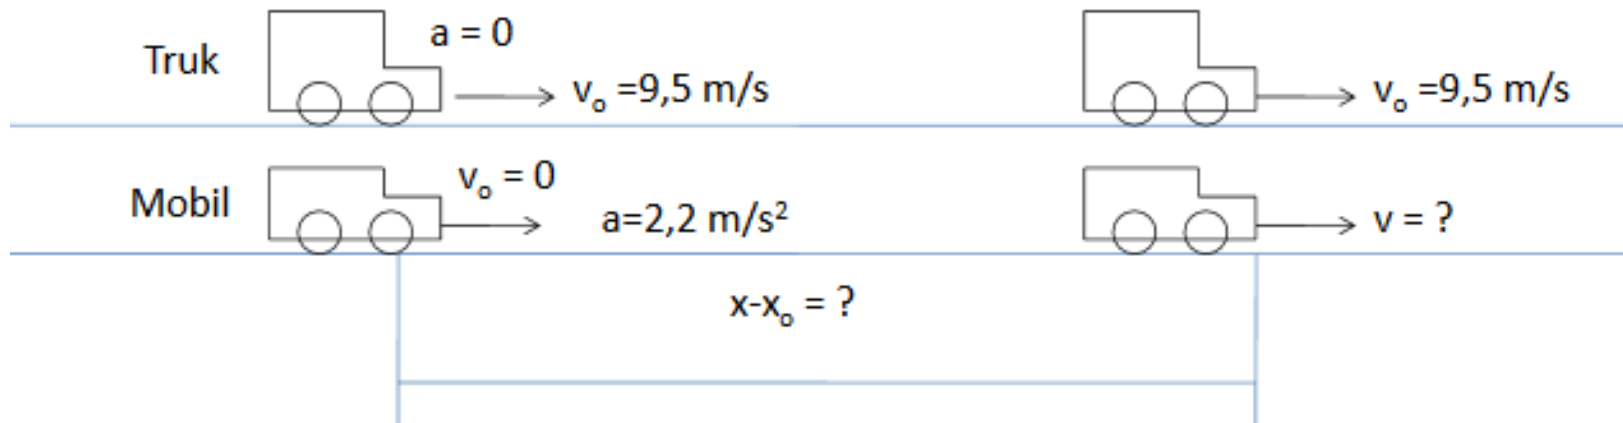 Truk
a = 0
vₒ =9,5 m/s
vₒ =9,5 m/s
Mobil
vₒ = 0
a=2,2 m/s²
v = ?
x-xₒ = ?